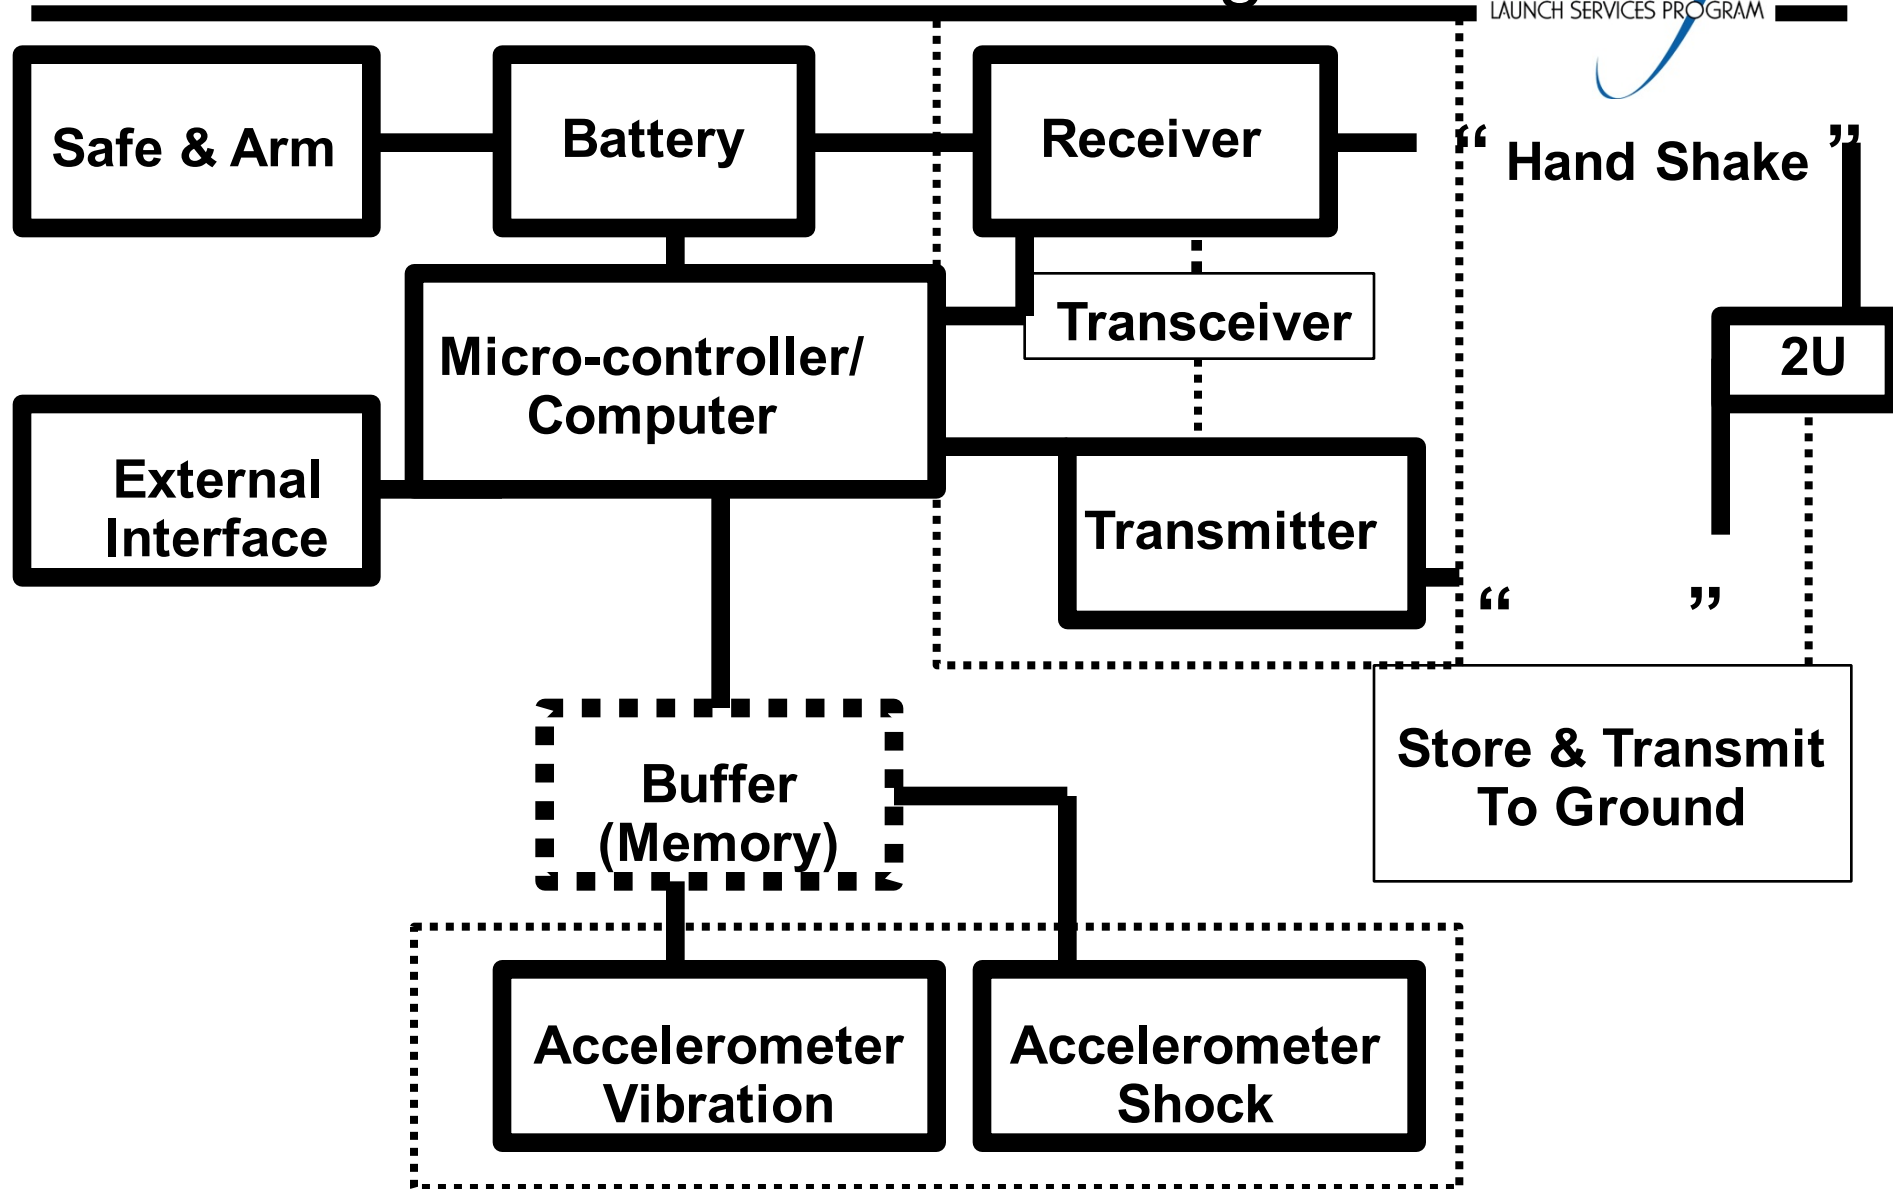 LAUNCH SERVICES PROGRAM
Safe & Arm
Battery
Receiver
“ Hand Shake ”
Transceiver
Micro-controller/
Computer
2U
External
Interface
Transmitter
“ ”
Store & Transmit
To Ground
Buffer
(Memory)
Accelerometer
Vibration
Accelerometer
Shock